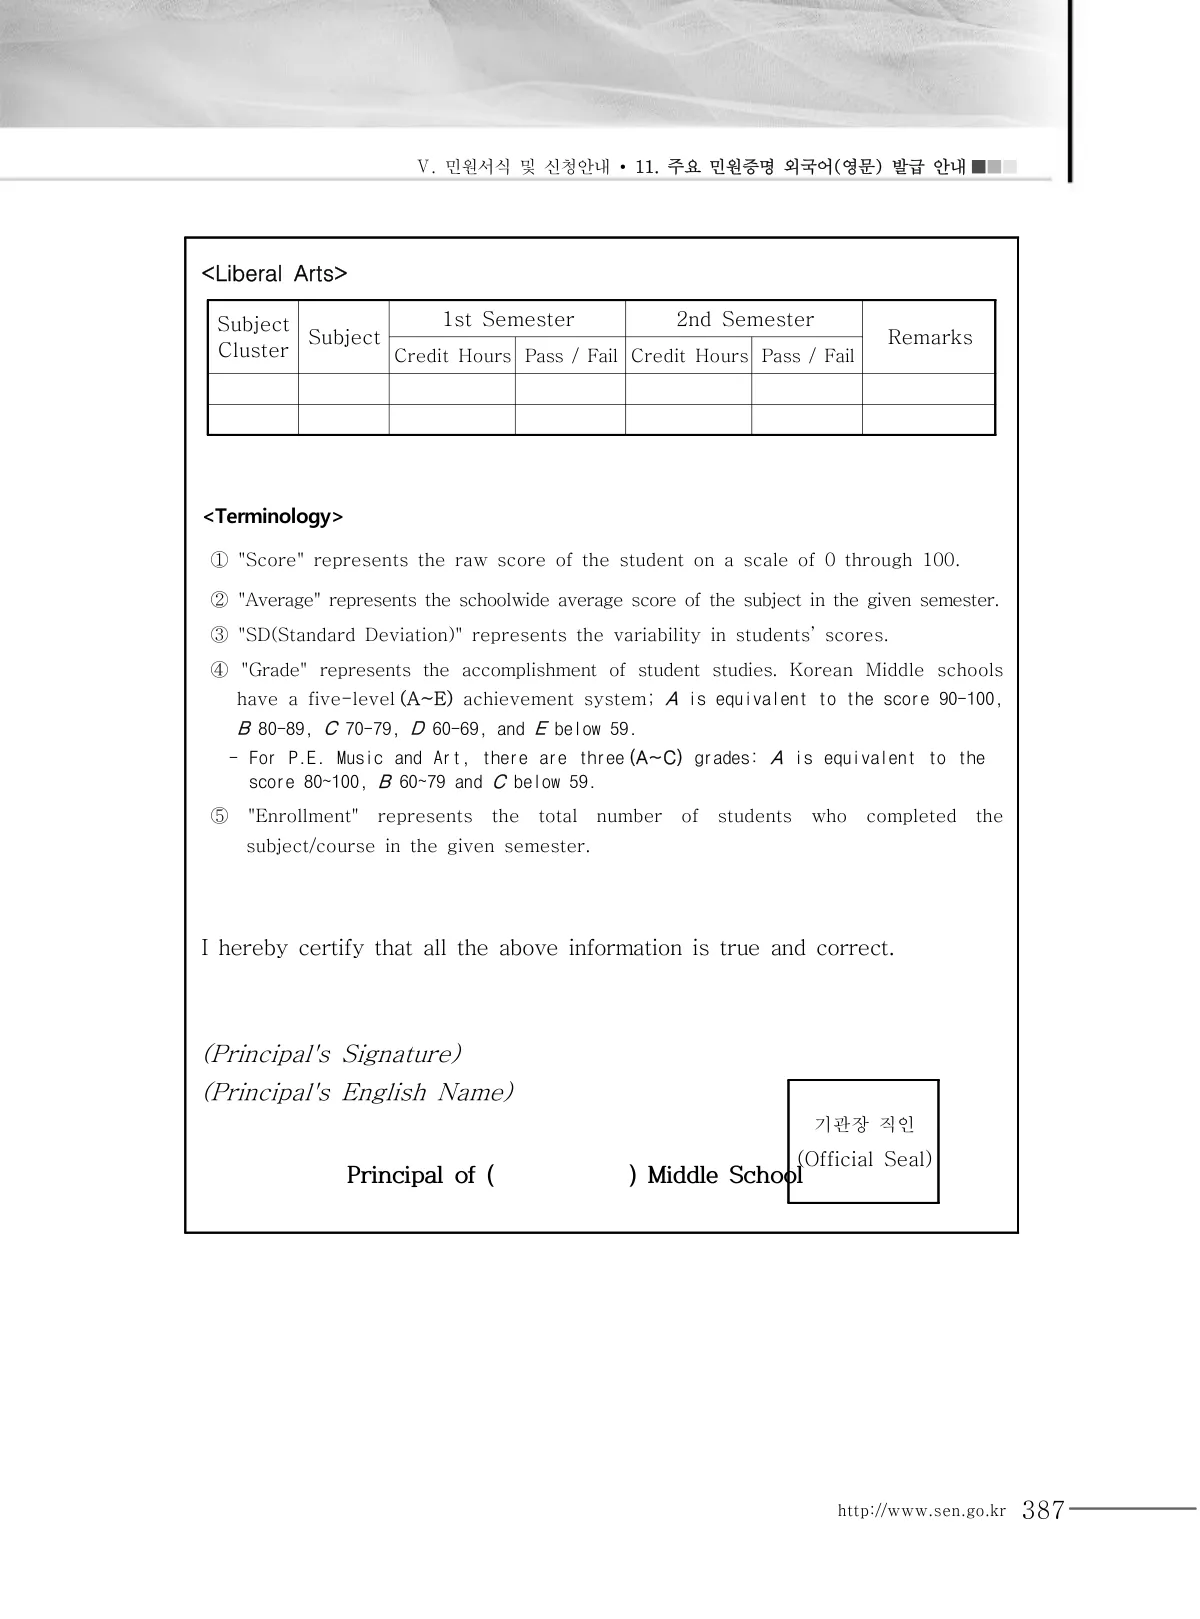 V. 민원서식 및 신청안내 • 11. 주요 민원증명 외국어(영문) 발급 안내
<Liberal Arts>
Subject Cluster Subject 1st Semester 2nd Semester Remarks
Credit Hours Pass / Fail Credit Hours Pass / Fail
<Terminology>
① "Score" represents the raw score of the student on a scale of 0 through 100.
② "Average" represents the schoolwide average score of the subject in the given semester.
③ "SD(Standard Deviation)" represents the variability in students’ scores.
④ "Grade" represents the accomplishment of student studies. Korean Middle schools
have a five-level (A~E) achievement system; A is equivalent to the score 90-100,
B 80-89, C 70-79, D 60-69, and E below 59.
- For P.E. Music and Art, there are three (A~C) grades: A is equivalent to the
score 80~100, B 60~79 and C below 59.
⑤ "Enrollment" represents the total number of students who completed the
subject/course in the given semester.
I hereby certify that all the above information is true and correct.
(Principal's Signature)
(Principal's English Name)
기관장 직인
(Official Seal)
Principal of ( ) Middle School
http://www.sen.go.kr 387